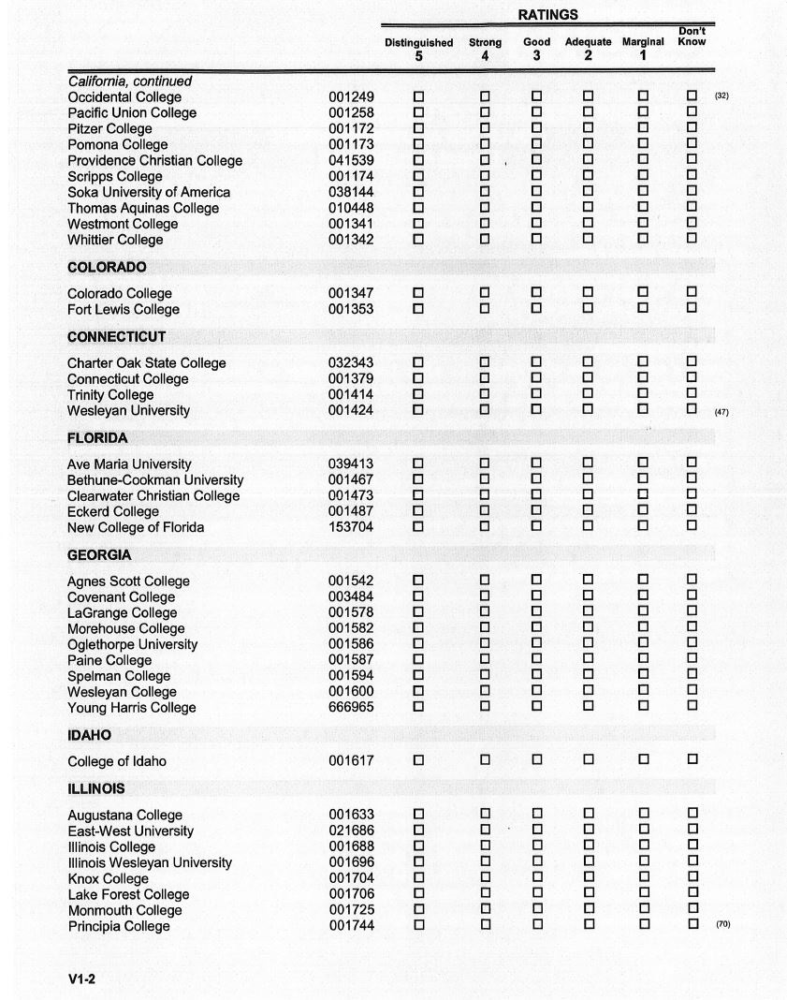 RATINGS
Distinguished Strong Good Adequate Marginal Don't Know
5 4 3 2 1
California, continued
Occidental College 001249 □ □ □ □ □ □ (32)
Pacific Union College 001258 □ □ □ □ □ □
Pitzer College 001172 □ □ □ □ □ □
Pomona College 001173 □ □ □ □ □ □
Providence Christian College 041539 □ □ □ □ □ □
Scripps College 001174 □ □ □ □ □ □
Soka University of America 038144 □ □ □ □ □ □
Thomas Aquinas College 010448 □ □ □ □ □ □
Westmont College 001341 □ □ □ □ □ □
Whittier College 001342 □ □ □ □ □ □
COLORADO
Colorado College 001347 □ □ □ □ □ □
Fort Lewis College 001353 □ □ □ □ □ □
CONNECTICUT
Charter Oak State College 032343 □ □ □ □ □ □
Connecticut College 001379 □ □ □ □ □ □
Trinity College 001414 □ □ □ □ □ □
Wesleyan University 001424 □ □ □ □ □ □ (47)
FLORIDA
Ave Maria University 039413 □ □ □ □ □ □
Bethune-Cookman University 001467 □ □ □ □ □ □
Clearwater Christian College 001473 □ □ □ □ □ □
Eckerd College 001487 □ □ □ □ □ □
New College of Florida 153704 □ □ □ □ □ □
GEORGIA
Agnes Scott College 001542 □ □ □ □ □ □
Covenant College 003484 □ □ □ □ □ □
LaGrange College 001578 □ □ □ □ □ □
Morehouse College 001582 □ □ □ □ □ □
Oglethorpe University 001586 □ □ □ □ □ □
Paine College 001587 □ □ □ □ □ □
Spelman College 001594 □ □ □ □ □ □
Wesleyan College 001600 □ □ □ □ □ □
Young Harris College 666965 □ □ □ □ □ □
IDAHO
College of Idaho 001617 □ □ □ □ □ □
ILLINOIS
Augustana College 001633 □ □ □ □ □ □
East-West University 021686 □ □ □ □ □ □
Illinois College 001688 □ □ □ □ □ □
Illinois Wesleyan University 001696 □ □ □ □ □ □
Knox College 001704 □ □ □ □ □ □
Lake Forest College 001706 □ □ □ □ □ □
Monmouth College 001725 □ □ □ □ □ □
Principia College 001744 □ □ □ □ □ □ (70)
V1-2